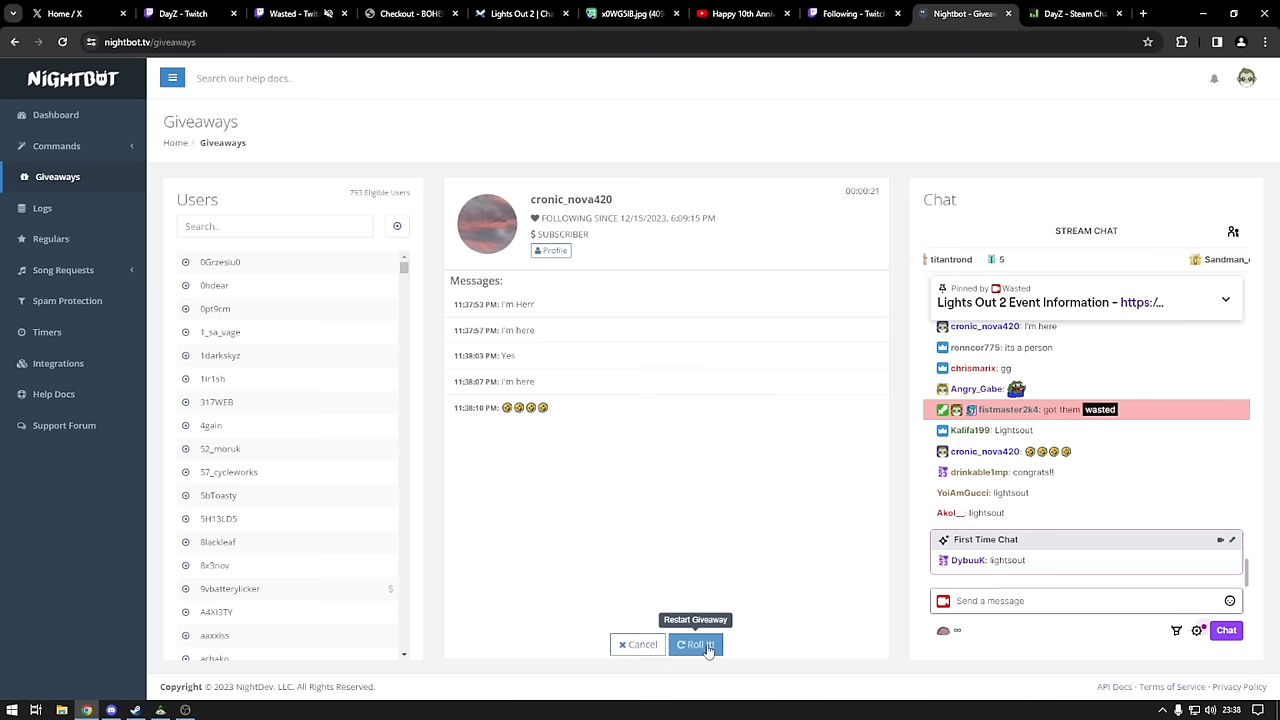 Home / X
DayZ - Twitch
Wasted - Twit
Checkout - BOHE
Lights Out 2 | Cha
x0WG5I8.jpg (409
Happy 10th Anni
Following - Twitch
Nightbot - Giveaw
DayZ - Steam Cha
nightbot.tv/giveaways
NIGHTBOT
Search our help docs..
Dashboard
Commands
Giveaways
Logs
Regulars
Song Requests
Spam Protection
Timers
Integrations
Help Docs
Support Forum
Giveaways
Home / Giveaways
Users
793 Eligible Users
Search..
0Grzesiu0
0hdear
0pt9cm
1_sa_vage
1darkskyz
1ir1sh
317WEB
4gain
52_moruk
57_cycleworks
5bToasty
5H13LD5
8lackleaf
8x3nov
9vbatterylicker $
A4XI3TY
aaxxiss
achako
cronic_nova420
00:00:21
FOLLOWING SINCE 12/15/2023, 6:09:15 PM
$ SUBSCRIBER
Profile
Messages:
11:37:53 PM: I'm Herr
11:37:57 PM: I'm here
11:38:03 PM: Yes
11:38:07 PM: I'm here
11:38:10 PM:
Restart Giveaway
Cancel
Roll It!
Chat
STREAM CHAT
titantrond 5
Sandman_
Pinned by Wasted
Lights Out 2 Event Information - https:/...
cronic_nova420: I'm here
ronncor775: its a person
chrismarix: gg
Angry_Gabe:
fistmaster2k4: got them wasted
Kalifa199: Lightsout
cronic_nova420:
drinkable1mp: congrats!!
YoiAmGucci: lightsout
Akol__: lightsout
First Time Chat
DybuuK: lightsout
Send a message
∞
Chat
Copyright © 2023 NightDev, LLC. All Rights Reserved.
API Docs - Terms of Service - Privacy Policy
23:38